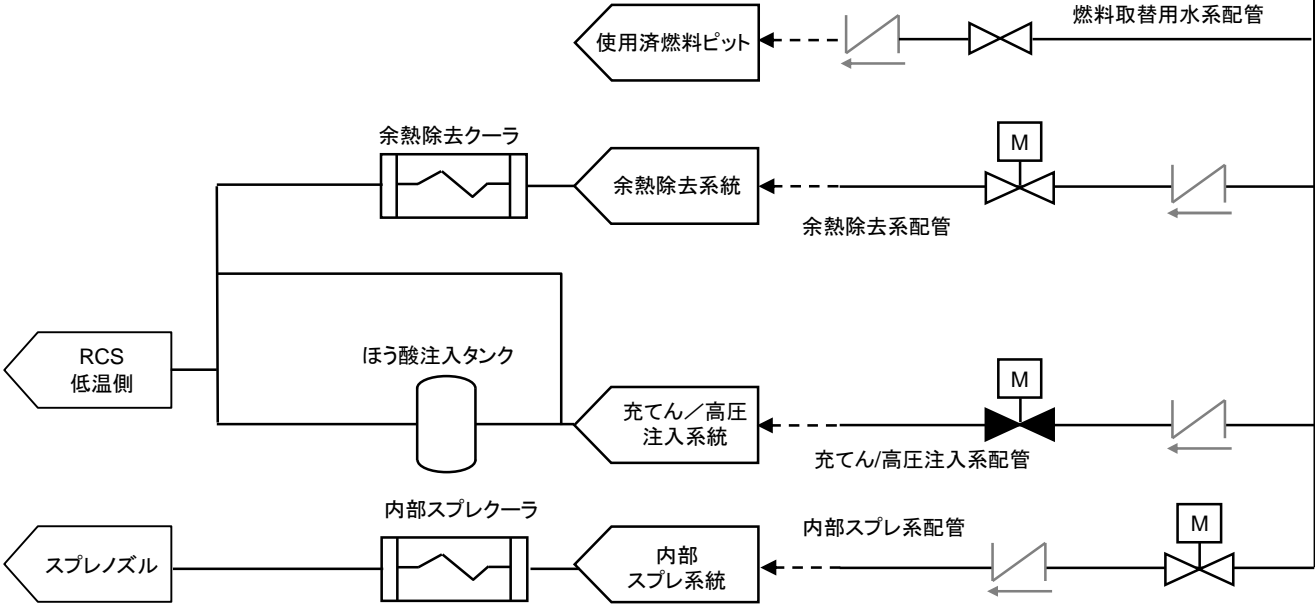 燃料取替用水系配管
使用済燃料ピット
余熱除去クーラ
M
余熱除去系統
余熱除去系配管
RCS
低温側
ほう酸注入タンク
M
充てん／高圧
注入系統
充てん/高圧注入系配管
内部スプレクーラ
内部スプレ系配管
M
スプレノズル
内部
スプレ系統